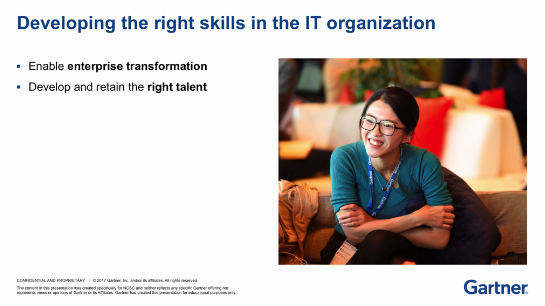 Developing the right skills in the IT organization
▪ Enable enterprise transformation
▪ Develop and retain the right talent
CONFIDENTIAL AND PROPRIETARY I © 2017 Gartner, Inc. and/or its affiliates. All rights reserved.
The content in this presentation was created specifically for NGSC and neither reflects any specific Gartner offering nor
represents views or opinions of Gartner or its Affiliates. Gartner has created this presentation for educational purposes only.
Gartner